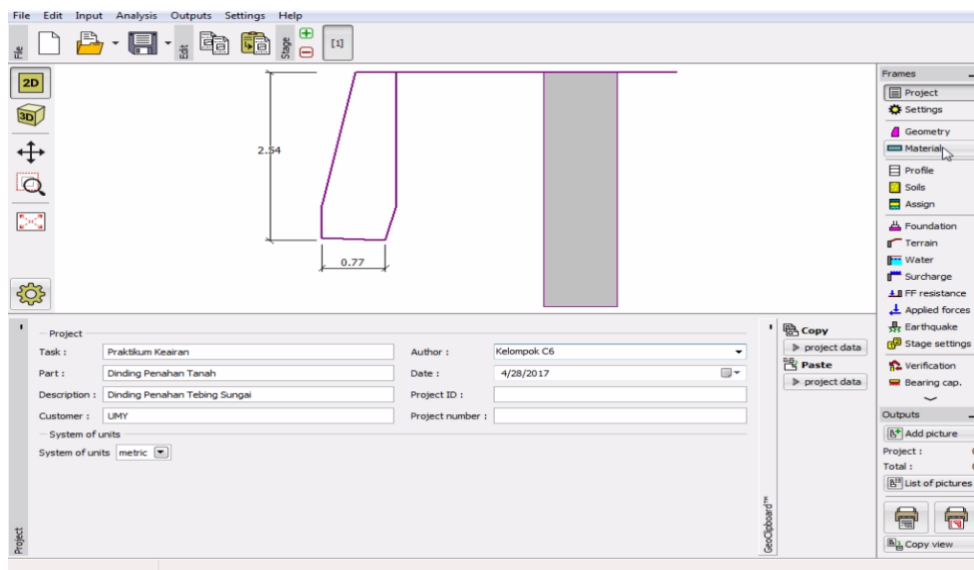 File Edit Input Analysis Outputs Settings Help
File
Edit
Stage
[1]
2D
3D
2.54
0.77
Frames
Project
Settings
Geometry
Material
Profile
Soils
Assign
Foundation
Terrain
Water
Surcharge
FF resistance
Applied forces
Earthquake
Stage settings
Verification
Bearing cap.
Outputs
Add picture
Project :
Total :
List of pictures
Copy view
Project
Project
Task : Praktikum Keairan
Part : Dinding Penahan Tanah
Description : Dinding Penahan Tebing Sungai
Customer : UMY
Author : Kelompok C6
Date : 4/28/2017
Project ID :
Project number :
System of units
System of units metric
GeoClipboard™
Copy
project data
Paste
project data